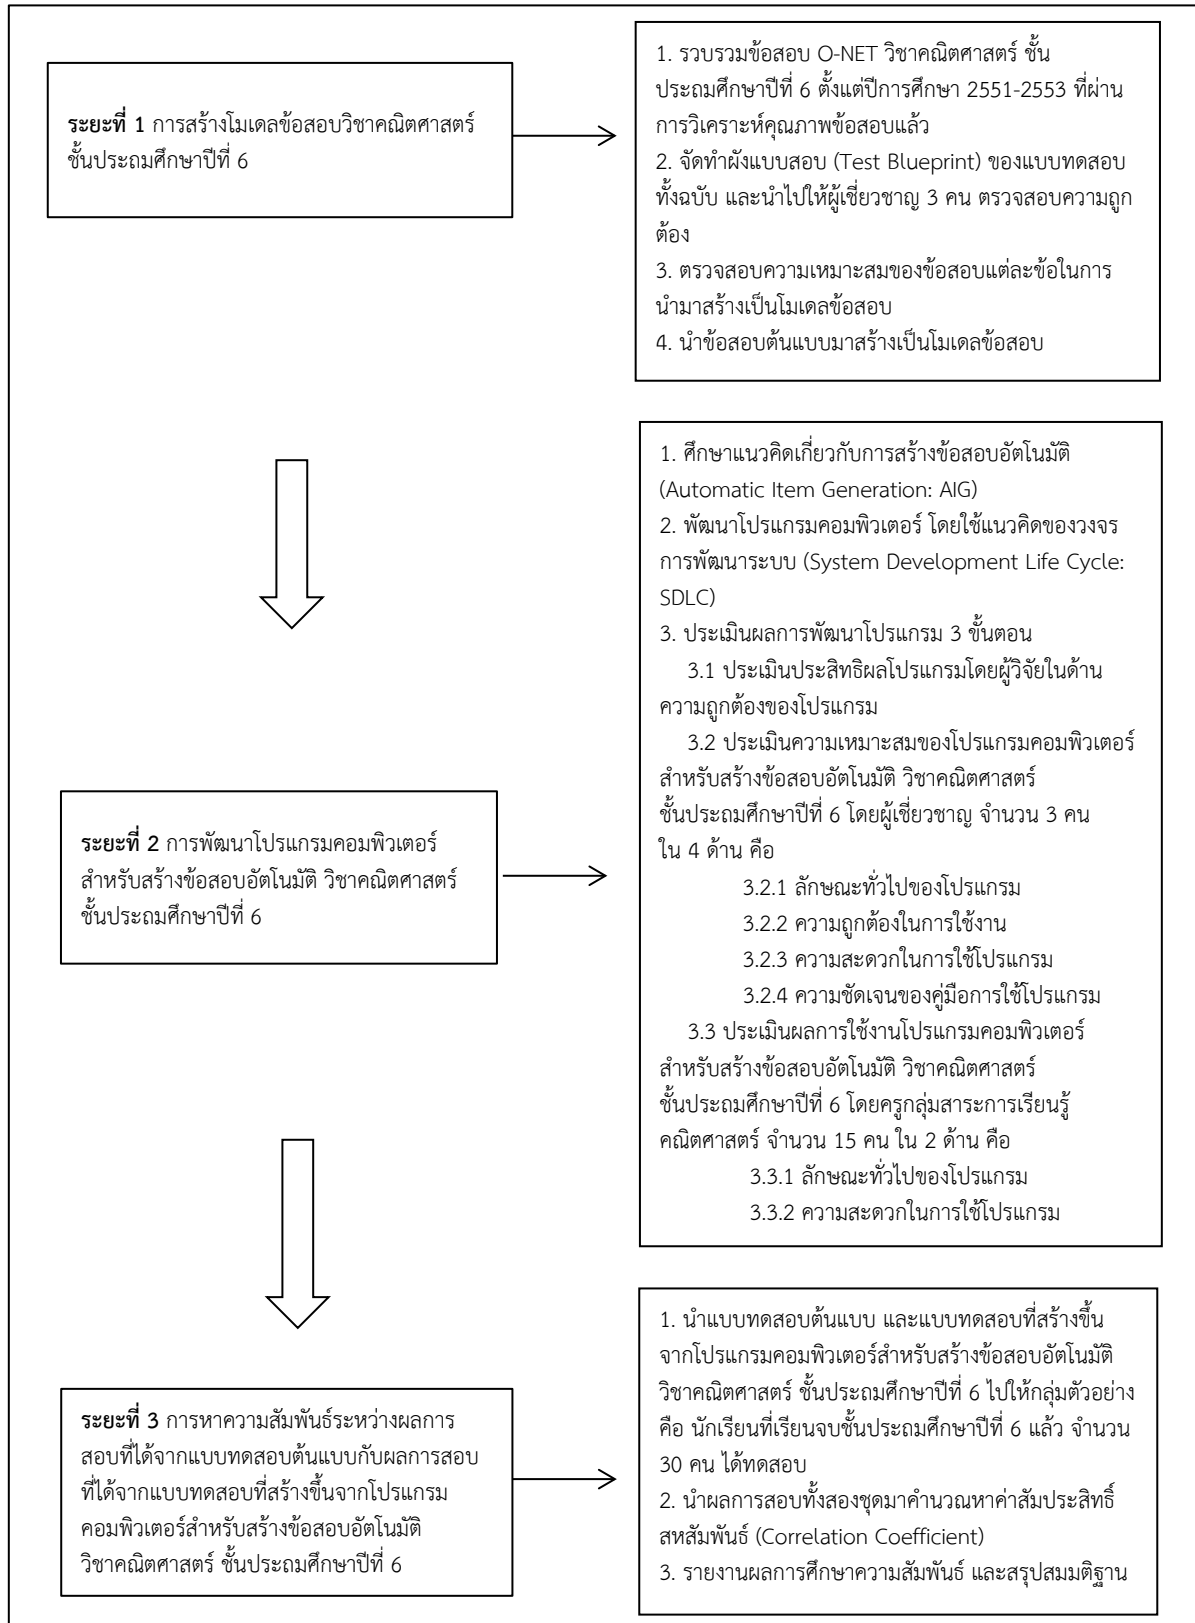 ระยะที่ 1 การสร้างโมเดลข้อสอบวิชาคณิตศาสตร์
ชั้นประถมศึกษาปีที่ 6
1. รวบรวมข้อสอบ O-NET วิชาคณิตศาสตร์ ชั้น
ประถมศึกษาปีที่ 6 ตั้งแต่ปีการศึกษา 2551-2553 ที่ผ่าน
การวิเคราะห์คุณภาพข้อสอบแล้ว
2. จัดทำผังแบบสอบ (Test Blueprint) ของแบบทดสอบ
ทั้งฉบับ และนำไปให้ผู้เชี่ยวชาญ 3 คน ตรวจสอบความถูก
ต้อง
3. ตรวจสอบความเหมาะสมของข้อสอบแต่ละข้อในการ
นำมาสร้างเป็นโมเดลข้อสอบ
4. นำข้อสอบต้นแบบมาสร้างเป็นโมเดลข้อสอบ
ระยะที่ 2 การพัฒนาโปรแกรมคอมพิวเตอร์
สำหรับสร้างข้อสอบอัตโนมัติ วิชาคณิตศาสตร์
ชั้นประถมศึกษาปีที่ 6
1. ศึกษาแนวคิดเกี่ยวกับการสร้างข้อสอบอัตโนมัติ
(Automatic Item Generation: AIG)
2. พัฒนาโปรแกรมคอมพิวเตอร์ โดยใช้แนวคิดของวงจร
การพัฒนาระบบ (System Development Life Cycle:
SDLC)
3. ประเมินผลการพัฒนาโปรแกรม 3 ขั้นตอน
3.1 ประเมินประสิทธิผลโปรแกรมโดยผู้วิจัยในด้าน
ความถูกต้องของโปรแกรม
3.2 ประเมินความเหมาะสมของโปรแกรมคอมพิวเตอร์
สำหรับสร้างข้อสอบอัตโนมัติ วิชาคณิตศาสตร์
ชั้นประถมศึกษาปีที่ 6 โดยผู้เชี่ยวชาญ จำนวน 3 คน
ใน 4 ด้าน คือ
3.2.1 ลักษณะทั่วไปของโปรแกรม
3.2.2 ความถูกต้องในการใช้งาน
3.2.3 ความสะดวกในการใช้โปรแกรม
3.2.4 ความชัดเจนของคู่มือการใช้โปรแกรม
3.3 ประเมินผลการใช้งานโปรแกรมคอมพิวเตอร์
สำหรับสร้างข้อสอบอัตโนมัติ วิชาคณิตศาสตร์
ชั้นประถมศึกษาปีที่ 6 โดยครูกลุ่มสาระการเรียนรู้
คณิตศาสตร์ จำนวน 15 คน ใน 2 ด้าน คือ
3.3.1 ลักษณะทั่วไปของโปรแกรม
3.3.2 ความสะดวกในการใช้โปรแกรม
ระยะที่ 3 การหาความสัมพันธ์ระหว่างผลการ
สอบที่ได้จากแบบทดสอบต้นแบบกับผลการสอบ
ที่ได้จากแบบทดสอบที่สร้างขึ้นจากโปรแกรม
คอมพิวเตอร์สำหรับสร้างข้อสอบอัตโนมัติ
วิชาคณิตศาสตร์ ชั้นประถมศึกษาปีที่ 6
1. นำแบบทดสอบต้นแบบ และแบบทดสอบที่สร้างขึ้น
จากโปรแกรมคอมพิวเตอร์สำหรับสร้างข้อสอบอัตโนมัติ
วิชาคณิตศาสตร์ ชั้นประถมศึกษาปีที่ 6 ไปให้กลุ่มตัวอย่าง
คือ นักเรียนที่เรียนจบชั้นประถมศึกษาปีที่ 6 แล้ว จำนวน
30 คน ได้ทดสอบ
2. นำผลการสอบทั้งสองชุดมาคำนวณหาค่าสัมประสิทธิ์
สหสัมพันธ์ (Correlation Coefficient)
3. รายงานผลการศึกษาความสัมพันธ์ และสรุปสมมติฐาน